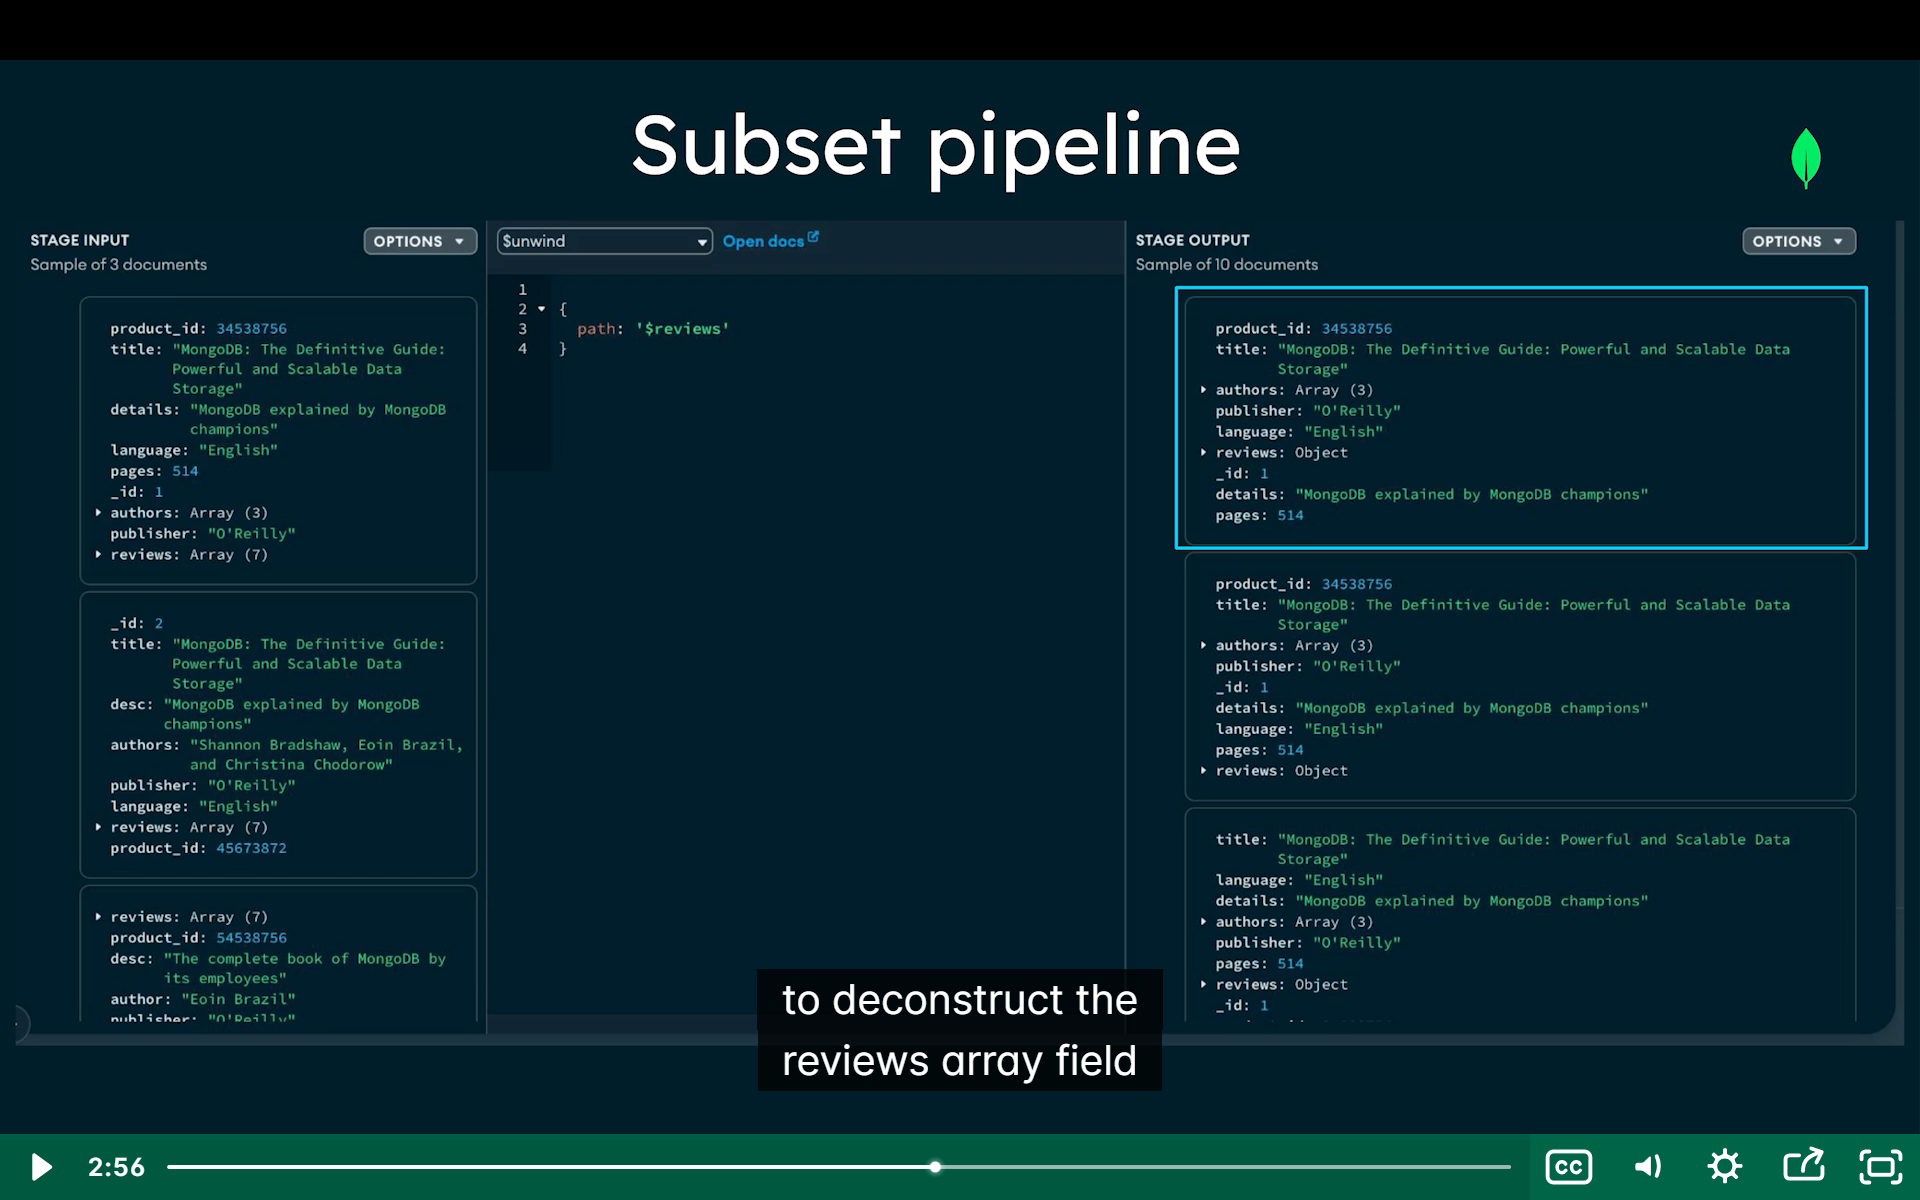 Subset pipeline
STAGE INPUT
OPTIONS
Sample of 3 documents
product_id: 34538756
title: "MongoDB: The Definitive Guide:
Powerful and Scalable Data
Storage"
details: "MongoDB explained by MongoDB
champions"
language: "English"
pages: 514
_id: 1
authors: Array (3)
publisher: "O'Reilly"
reviews: Array (7)
_id: 2
title: "MongoDB: The Definitive Guide:
Powerful and Scalable Data
Storage"
desc: "MongoDB explained by MongoDB
champions"
authors: "Shannon Bradshaw, Eoin Brazil,
and Christina Chodorow"
publisher: "O'Reilly"
language: "English"
reviews: Array (7)
product_id: 45673872
reviews: Array (7)
product_id: 54538756
desc: "The complete book of MongoDB by
its employees"
author: "Eoin Brazil"
publisher: "O'Reilly"
$unwind
Open docs
1
2 {
3 path: '$reviews'
4 }
STAGE OUTPUT
OPTIONS
Sample of 10 documents
product_id: 34538756
title: "MongoDB: The Definitive Guide: Powerful and Scalable Data
Storage"
authors: Array (3)
publisher: "O'Reilly"
language: "English"
reviews: Object
_id: 1
details: "MongoDB explained by MongoDB champions"
pages: 514
product_id: 34538756
title: "MongoDB: The Definitive Guide: Powerful and Scalable Data
Storage"
authors: Array (3)
publisher: "O'Reilly"
_id: 1
details: "MongoDB explained by MongoDB champions"
language: "English"
pages: 514
reviews: Object
title: "MongoDB: The Definitive Guide: Powerful and Scalable Data
Storage"
language: "English"
details: "MongoDB explained by MongoDB champions"
authors: Array (3)
publisher: "O'Reilly"
pages: 514
reviews: Object
_id: 1
to deconstruct the
reviews array field
2:56
CC